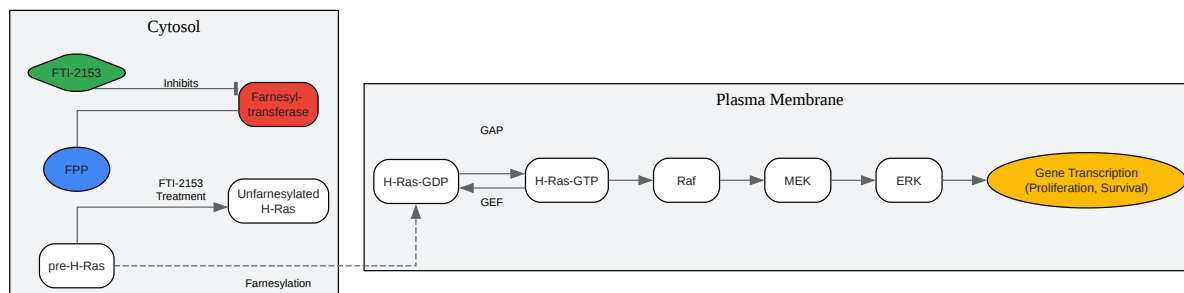 Cytosol
FTI-2153
Inhibits
Farnesyl-
transferase
FPP
FTI-2153
Treatment
Unfarnesylated
H-Ras
pre-H-Ras
Farnesylation
Plasma Membrane
GAP
H-Ras-GDP
H-Ras-GTP
GEF
Raf
MEK
ERK
Gene Transcription
(Proliferation, Survival)